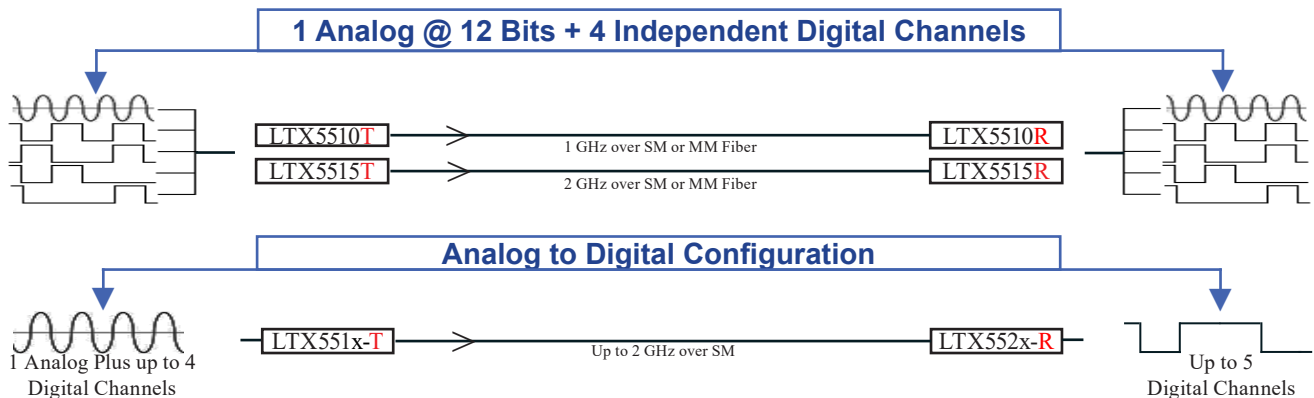 1 Analog @ 12 Bits + 4 Independent Digital Channels
LTX5510T
1 GHz over SM or MM Fiber
LTX5510R
LTX5515T
2 GHz over SM or MM Fiber
LTX5515R
Analog to Digital Configuration
LTX551x-T
Up to 2 GHz over SM
LTX552x-R
1 Analog Plus up to 4
Digital Channels
Up to 5
Digital Channels